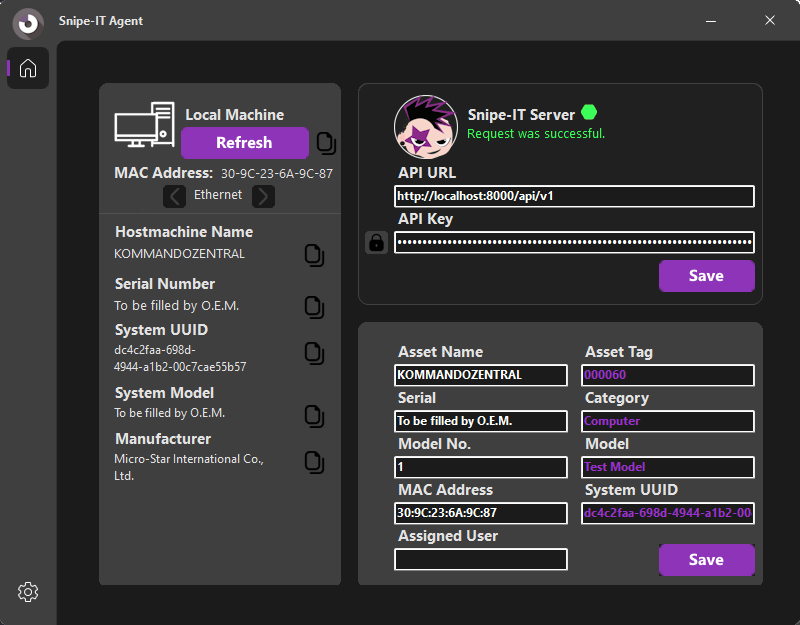 Snipe-IT Agent
Local Machine
Refresh
MAC Address: 30-9C-23-6A-9C-87
Ethernet
Hostmachine Name
KOMMANDOZENTRAL
Serial Number
To be filled by O.E.M.
System UUID
dc4c2faa-698d-
4944-a1b2-00c7cae55b57
System Model
To be filled by O.E.M.
Manufacturer
Micro-Star International Co.,
Ltd.
Snipe-IT Server
Request was successful.
API URL
http://localhost:8000/api/v1
API Key
Save
Asset Name
Asset Tag
KOMMANDOZENTRAL
000060
Serial
Category
To be filled by O.E.M.
Computer
Model No.
Model
1
Test Model
MAC Address
System UUID
30:9C:23:6A:9C:87
dc4c2faa-698d-4944-a1b2-00
Assigned User
Save